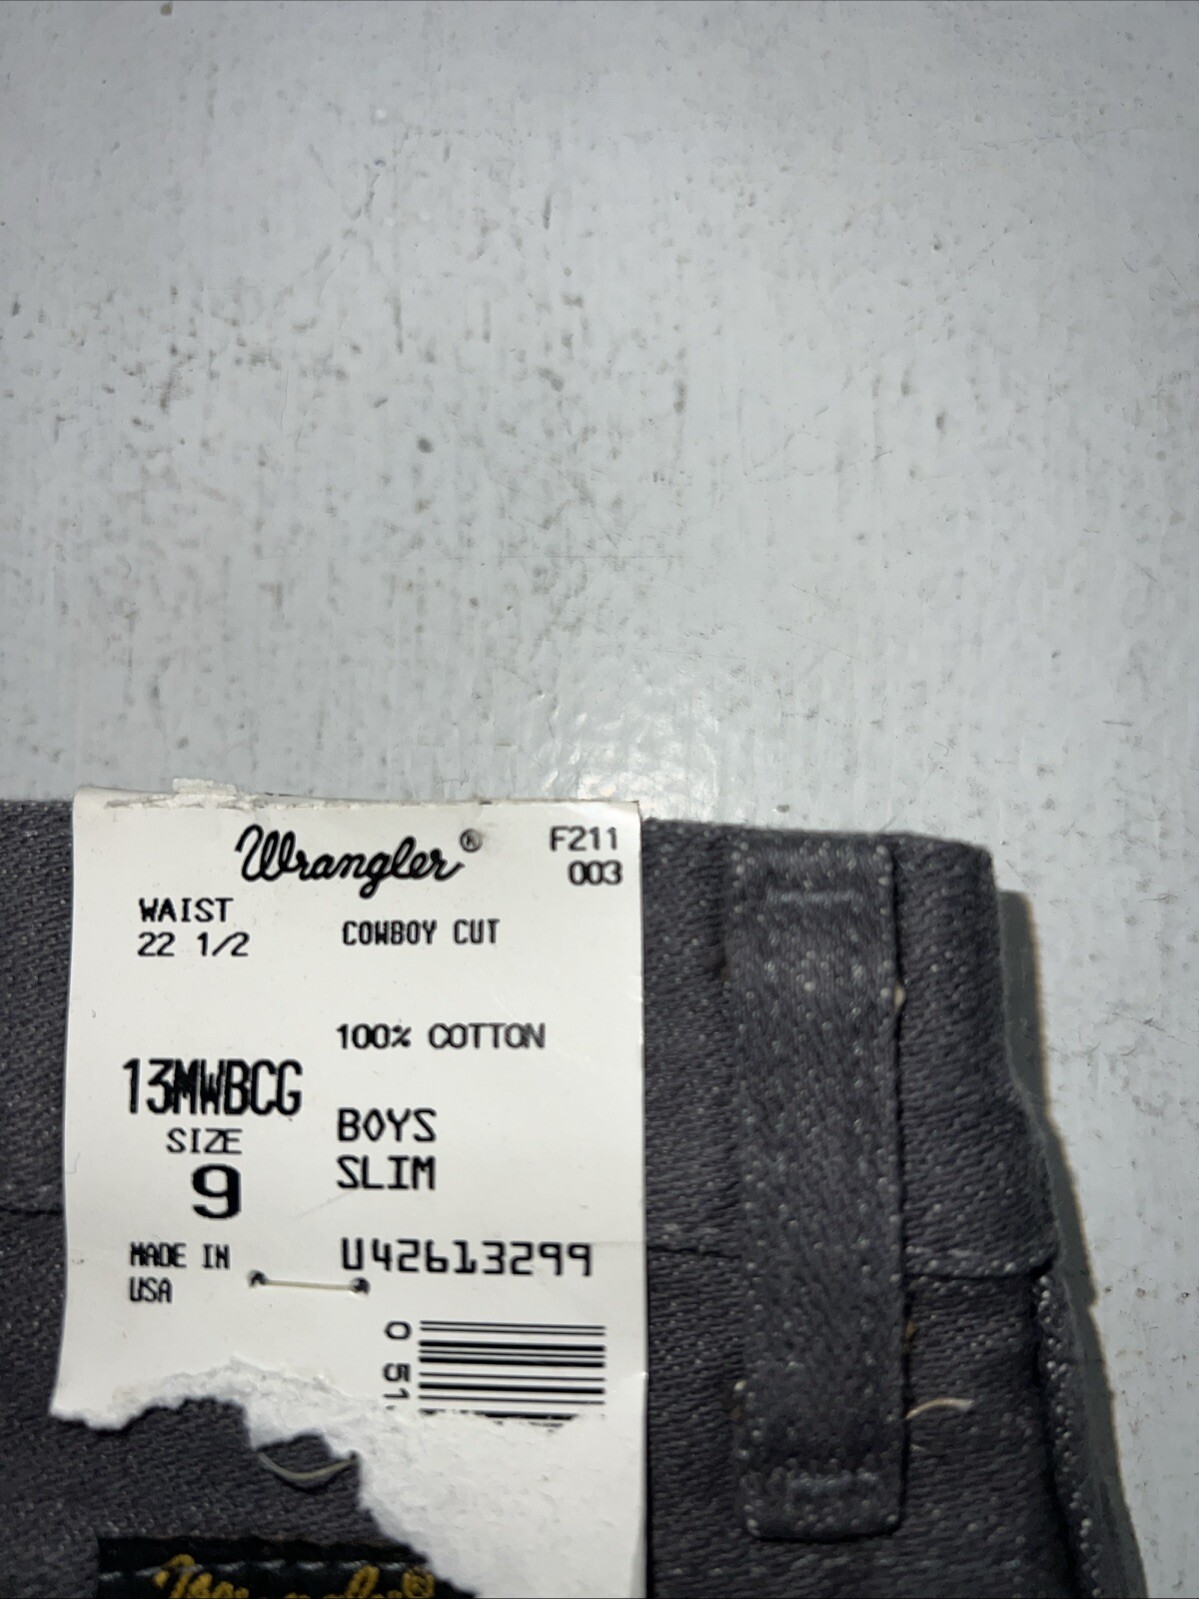 Wrangler®
F211
003
WAIST
22 1/2
COWBOY CUT
100% COTTON
13MWBCG
SIZE
9
BOYS
SLIM
MADE IN
USA
U42613299
0 51
Wrangler®